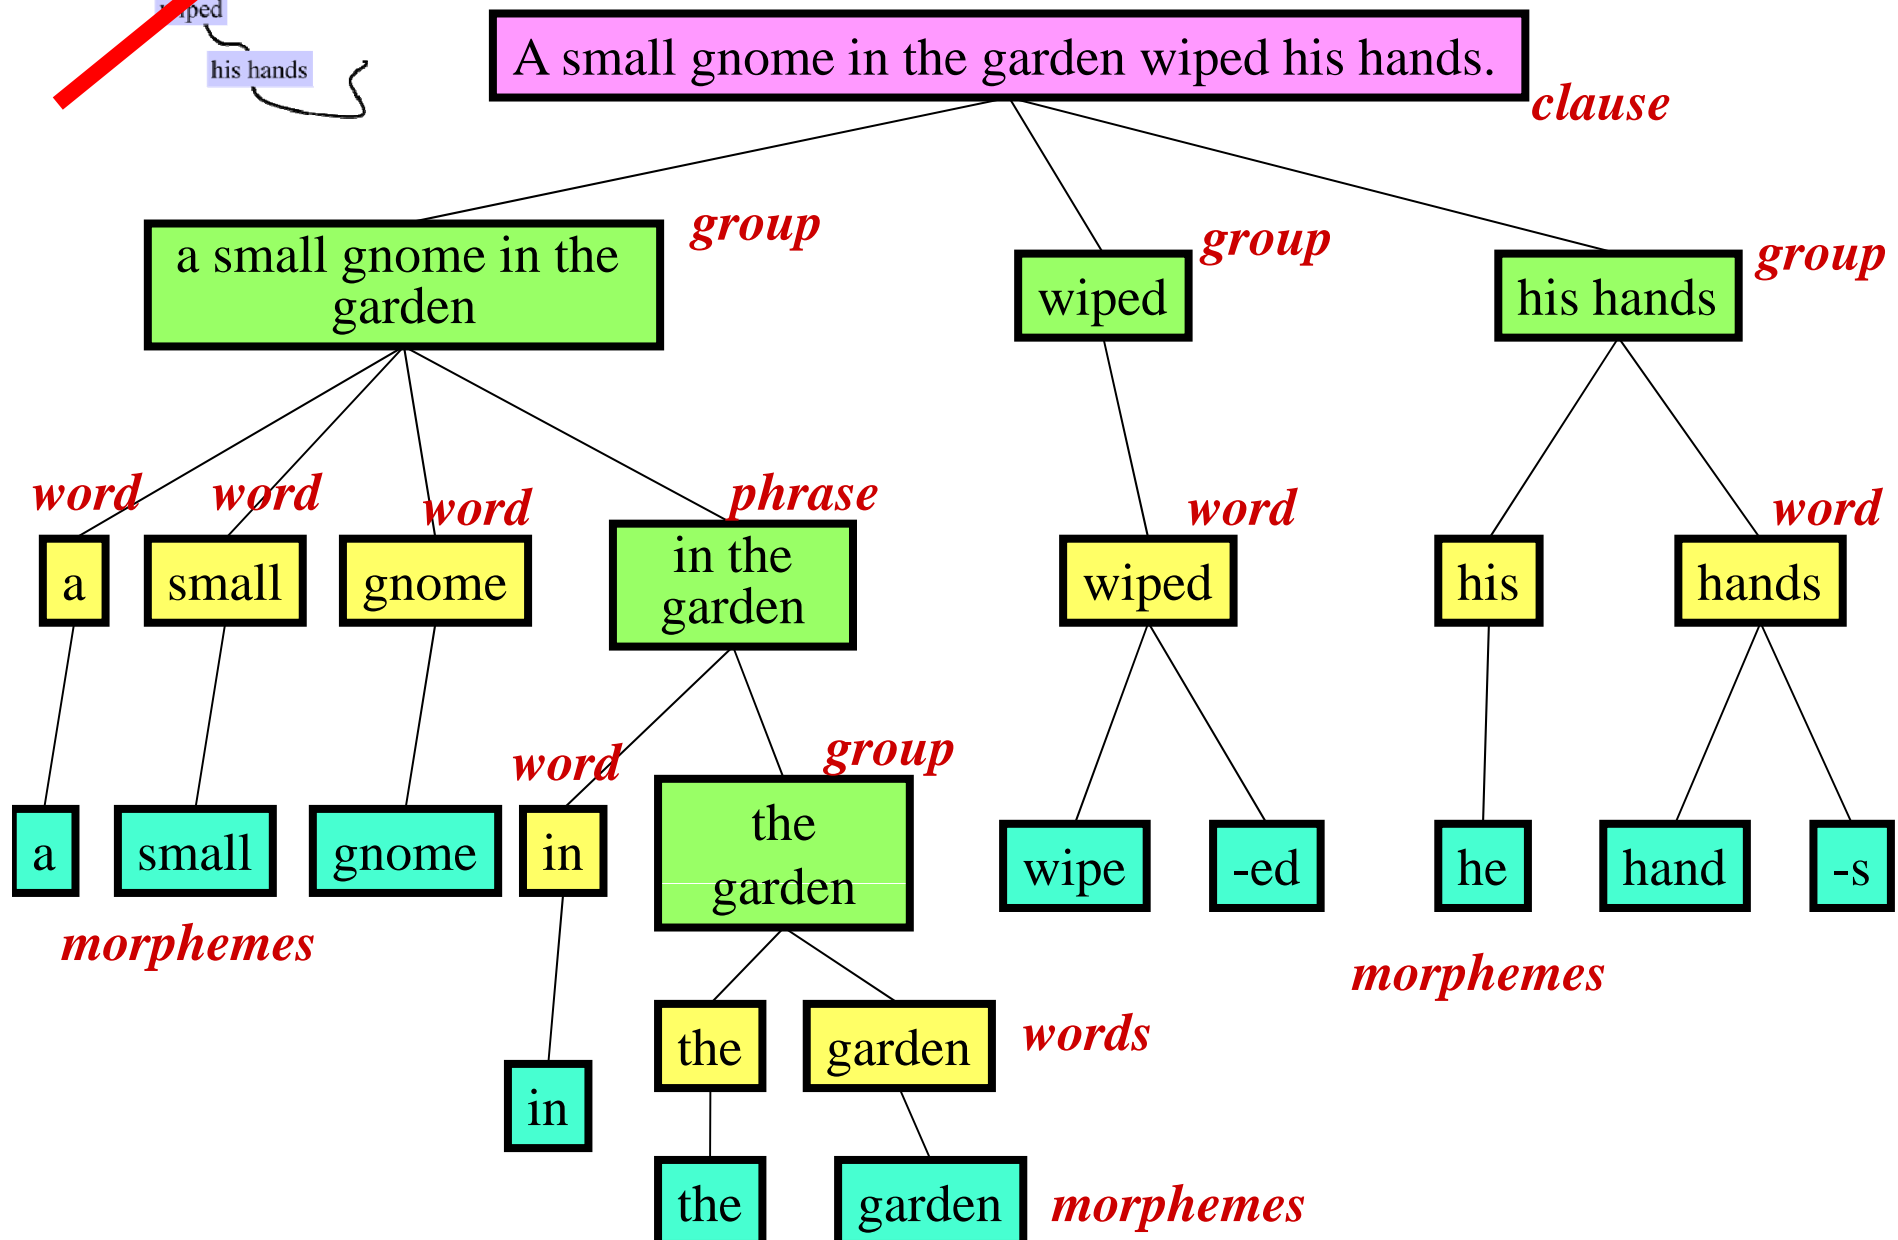 wiped
his hands
A small gnome in the garden wiped his hands.
clause
group
group
group
a small gnome in the
garden
wiped
his hands
word
word
word
phrase
word
word
a
small
gnome
in the
garden
wiped
his
hands
word
group
a
small
gnome
in
the
garden
wipe
-ed
he
hand
-s
morphemes
morphemes
the
garden
words
in
the
garden
morphemes